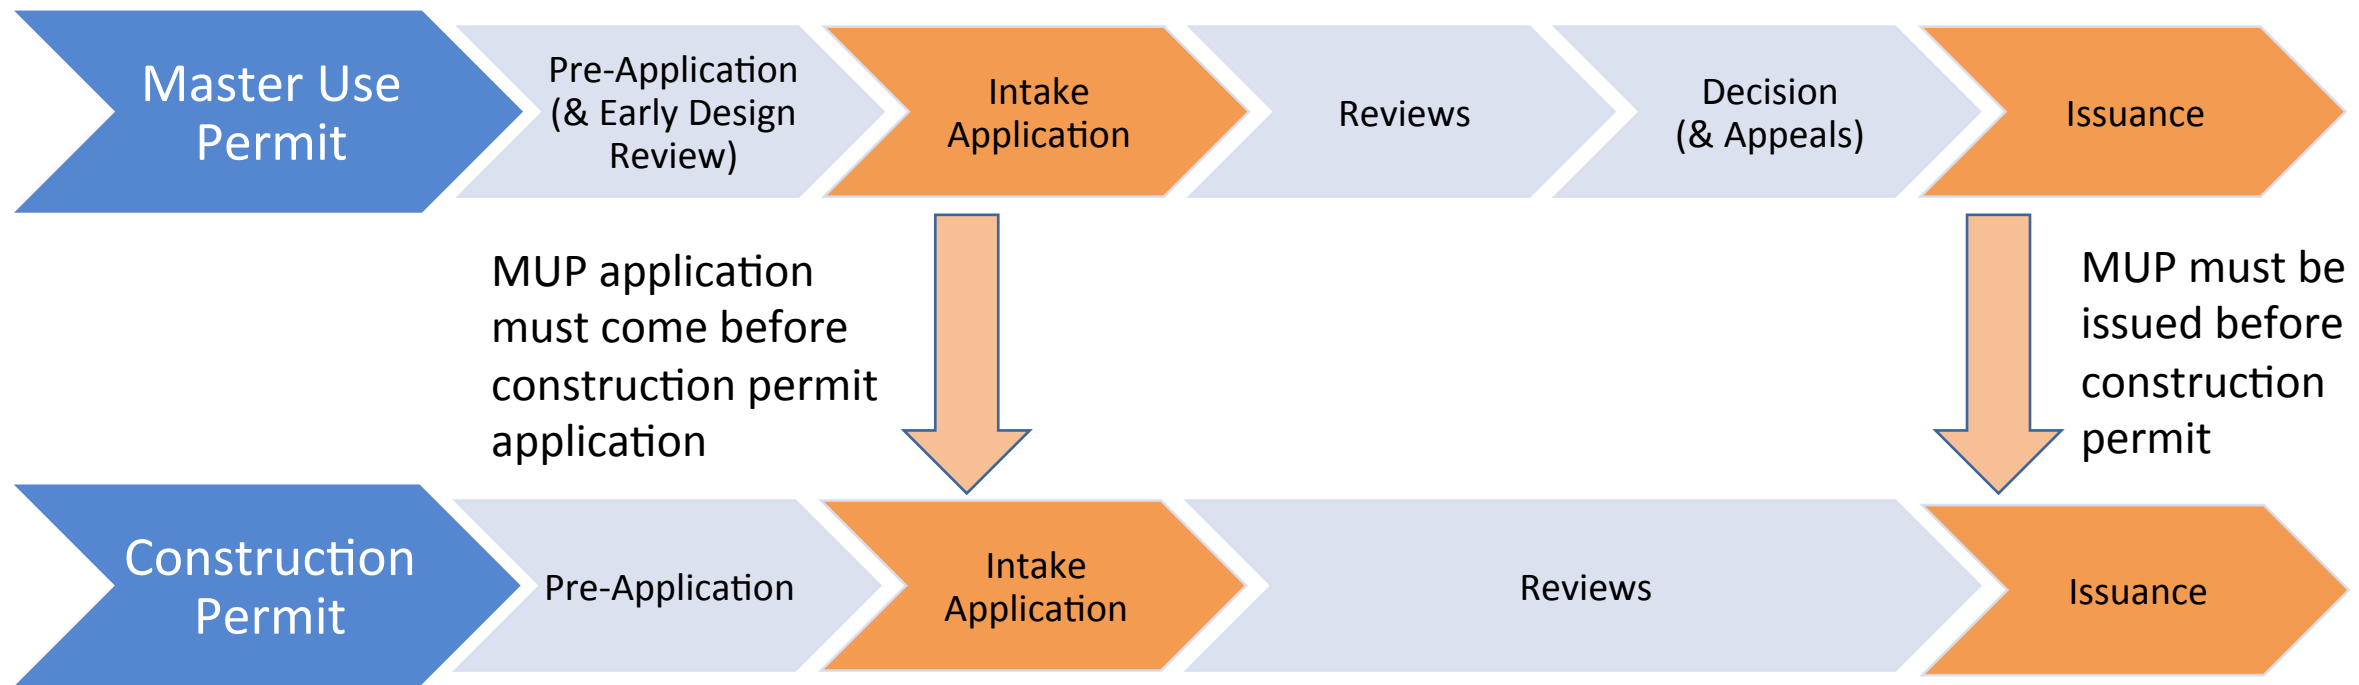 Master Use
Permit
Pre-Application
(& Early Design
Review)
Intake
Application
Reviews
Decision
(& Appeals)
Issuance
MUP application
must come before
construction permit
application
MUP must be
issued before
construction
permit
Construction
Permit
Pre-Application
Intake
Application
Reviews
Issuance